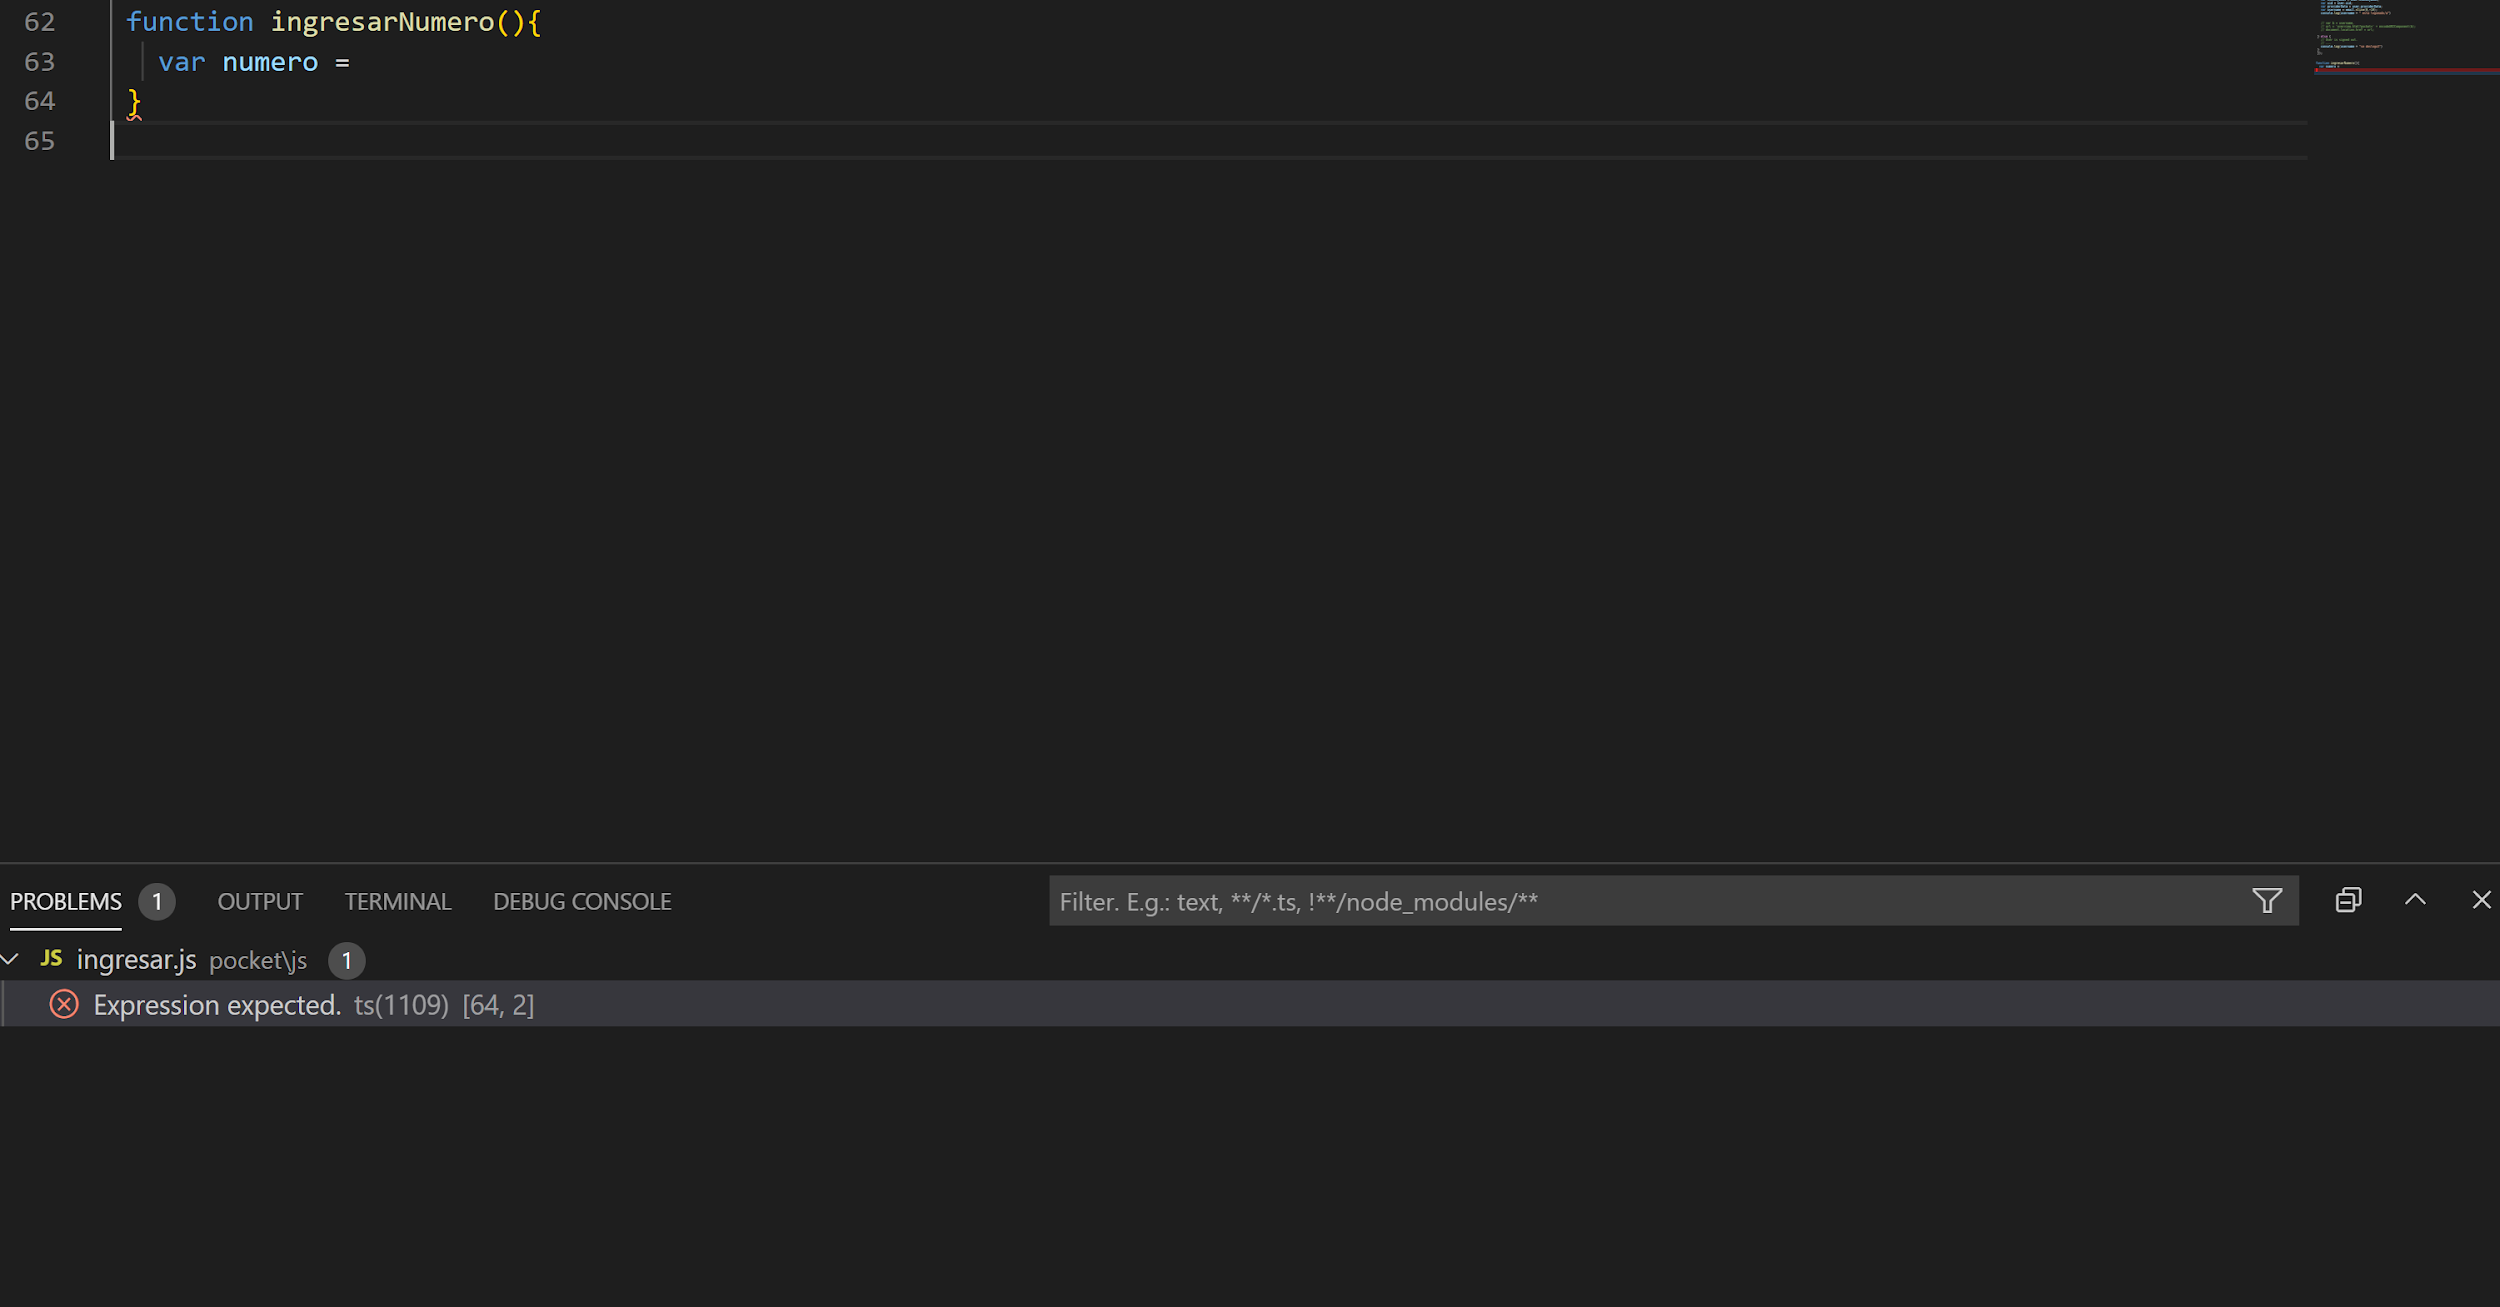 62 function ingresarNumero(){
63 var numero =
64 }
65
PROBLEMS 1 OUTPUT TERMINAL DEBUG CONSOLE Filter. E.g.: text, **/*.ts, !**/node_modules/**
JS ingresar.js pocket\js 1
Expression expected. ts(1109) [64, 2]